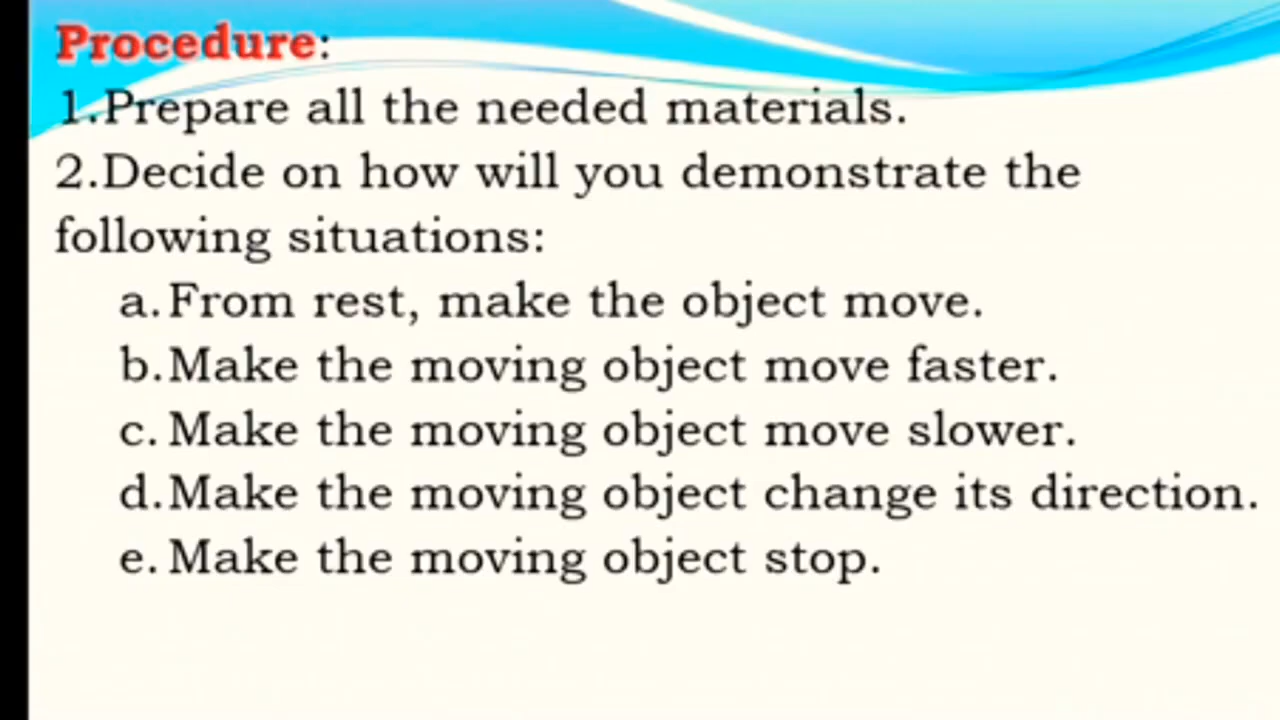 Procedure:
1.Prepare all the needed materials.
2.Decide on how will you demonstrate the
following situations:
a. From rest, make the object move.
b. Make the moving object move faster.
c. Make the moving object move slower.
d. Make the moving object change its direction.
e. Make the moving object stop.